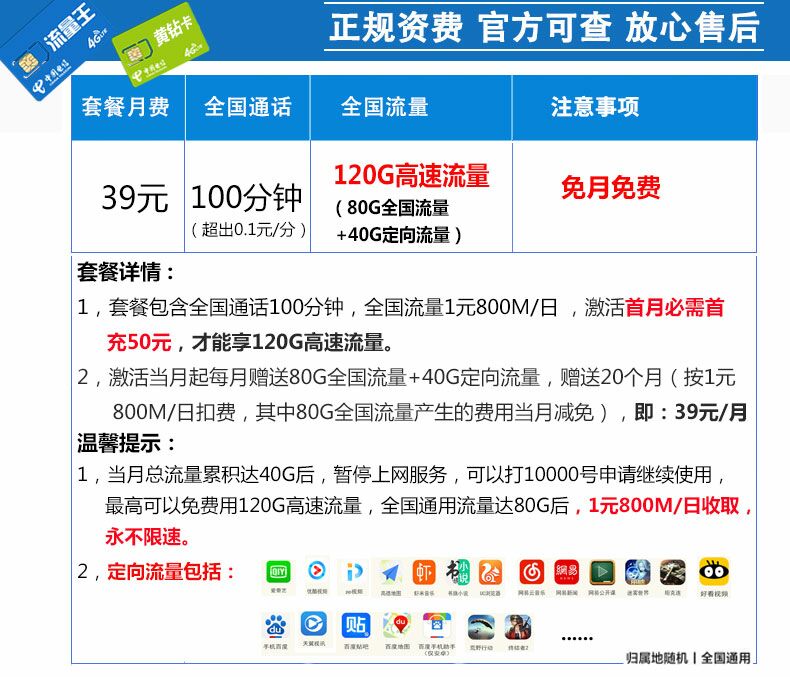 流量王
4G LTE
中国电信
黄钻卡
4G LTE
中国电信
正规资费 官方可查 放心售后
套餐月费 全国通话 全国流量 注意事项
39元
100分钟
（超出0.1元/分）
120G高速流量
（80G全国流量
+40G定向流量）
免月免费
套餐详情：
1，套餐包含全国通话100分钟，全国流量1元800M/日 ，激活首月必需首
充50元，才能享120G高速流量。
2，激活当月起每月赠送80G全国流量+40G定向流量，赠送20个月（按1元
800M/日扣费，其中80G全国流量产生的费用当月减免），即：39元/月
温馨提示：
1，当月总流量累积达40G后，暂停上网服务，可以打10000号申请继续使用，
最高可以免费用120G高速流量，全国通用流量达80G后，1元800M/日收取，
永不限速。
2，定向流量包括：
爱奇艺 优酷视频 pp视频 高德地图 虾米音乐 书旗小说 UC浏览器 网易云音乐 网易新闻 网易公开课 迷雾世界 坦克连 好看视频
手机百度 天翼视讯 百度贴吧 百度地图 百度手机助手 荒野行动 终结者2 ......
（仅安卓）
归属地随机丨全国通用